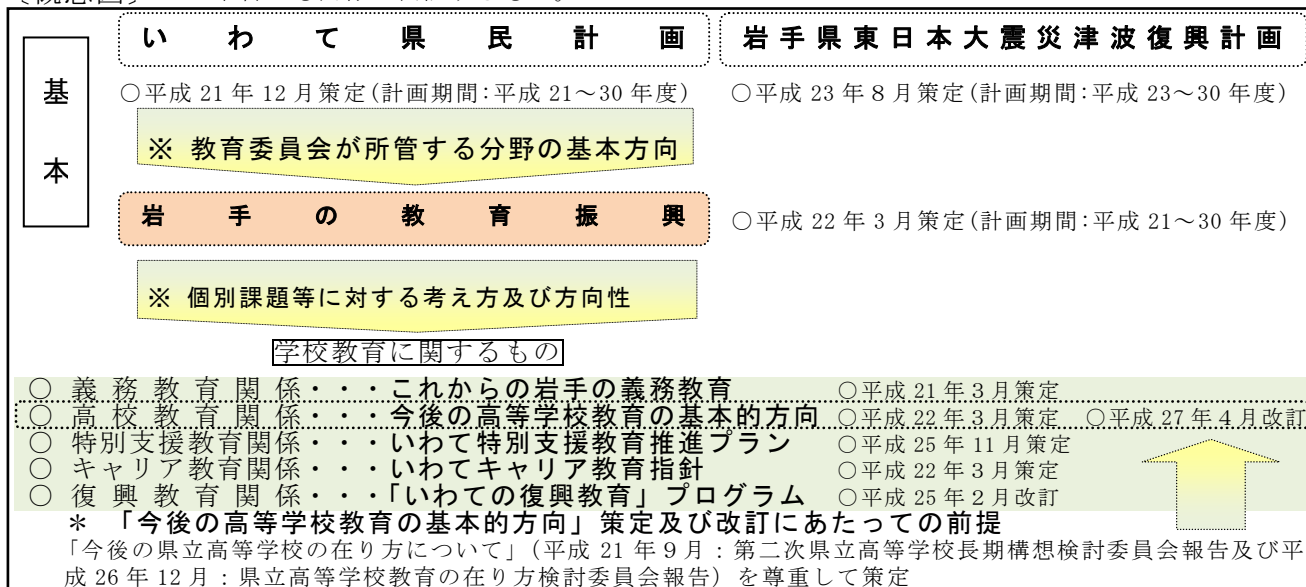 いわて県民計画
岩手県東日本大震災津波復興計画
基本
○平成 21 年 12 月策定(計画期間:平成 21～30 年度)
○平成 23 年 8 月策定(計画期間:平成 23～30 年度)
※ 教育委員会が所管する分野の基本方向
岩手の教育振興
○平成 22 年 3 月策定(計画期間:平成 21～30 年度)
※ 個別課題等に対する考え方及び方向性
学校教育に関するもの
○ 義務教育関係・・・これからの岩手の義務教育 ○平成 21 年 3 月策定
○ 高校教育関係・・・今後の高等学校教育の基本的方向 ○平成 22 年 3 月策定 ○平成 27 年 4 月改訂
○ 特別支援教育関係・・・いわて特別支援教育推進プラン ○平成 25 年 11 月策定
○ キャリア教育関係・・・いわてキャリア教育指針 ○平成 22 年 3 月策定
○ 復興教育関係・・・「いわての復興教育」プログラム ○平成 25 年 2 月改訂
＊ 「今後の高等学校教育の基本的方向」策定及び改訂にあたっての前提
「今後の県立高等学校の在り方について」(平成 21 年 9 月：第二次県立高等学校長期構想検討委員会報告及び平
成 26 年 12 月：県立高等学校教育の在り方検討委員会報告) を尊重して策定